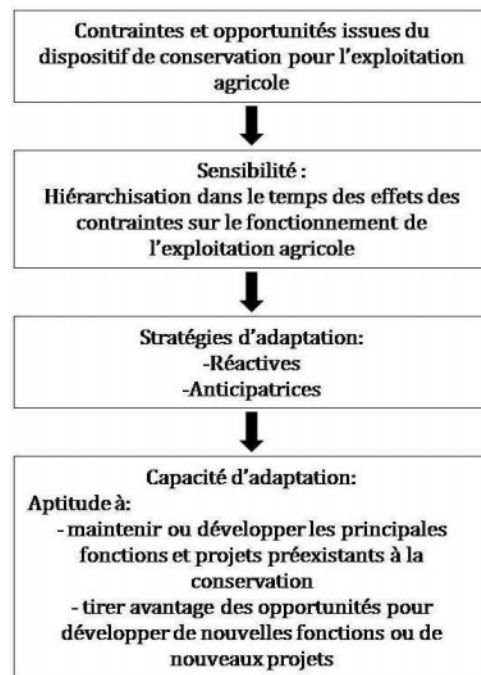 Contraintes et opportunités issues du
dispositif de conservation pour l'exploitation
agricole
Sensibilité :
Hiérarchisation dans le temps des effets des
contraintes sur le fonctionnement de
l'exploitation agricole
Stratégies d'adaptation:
-Réactives
-Anticipatrices
Capacité d'adaptation:
Aptitude à:
- maintenir ou développer les principales
fonctions et projets préexistants à la
conservation
- tirer avantage des opportunités pour
développer de nouvelles fonctions ou de
nouveaux projets